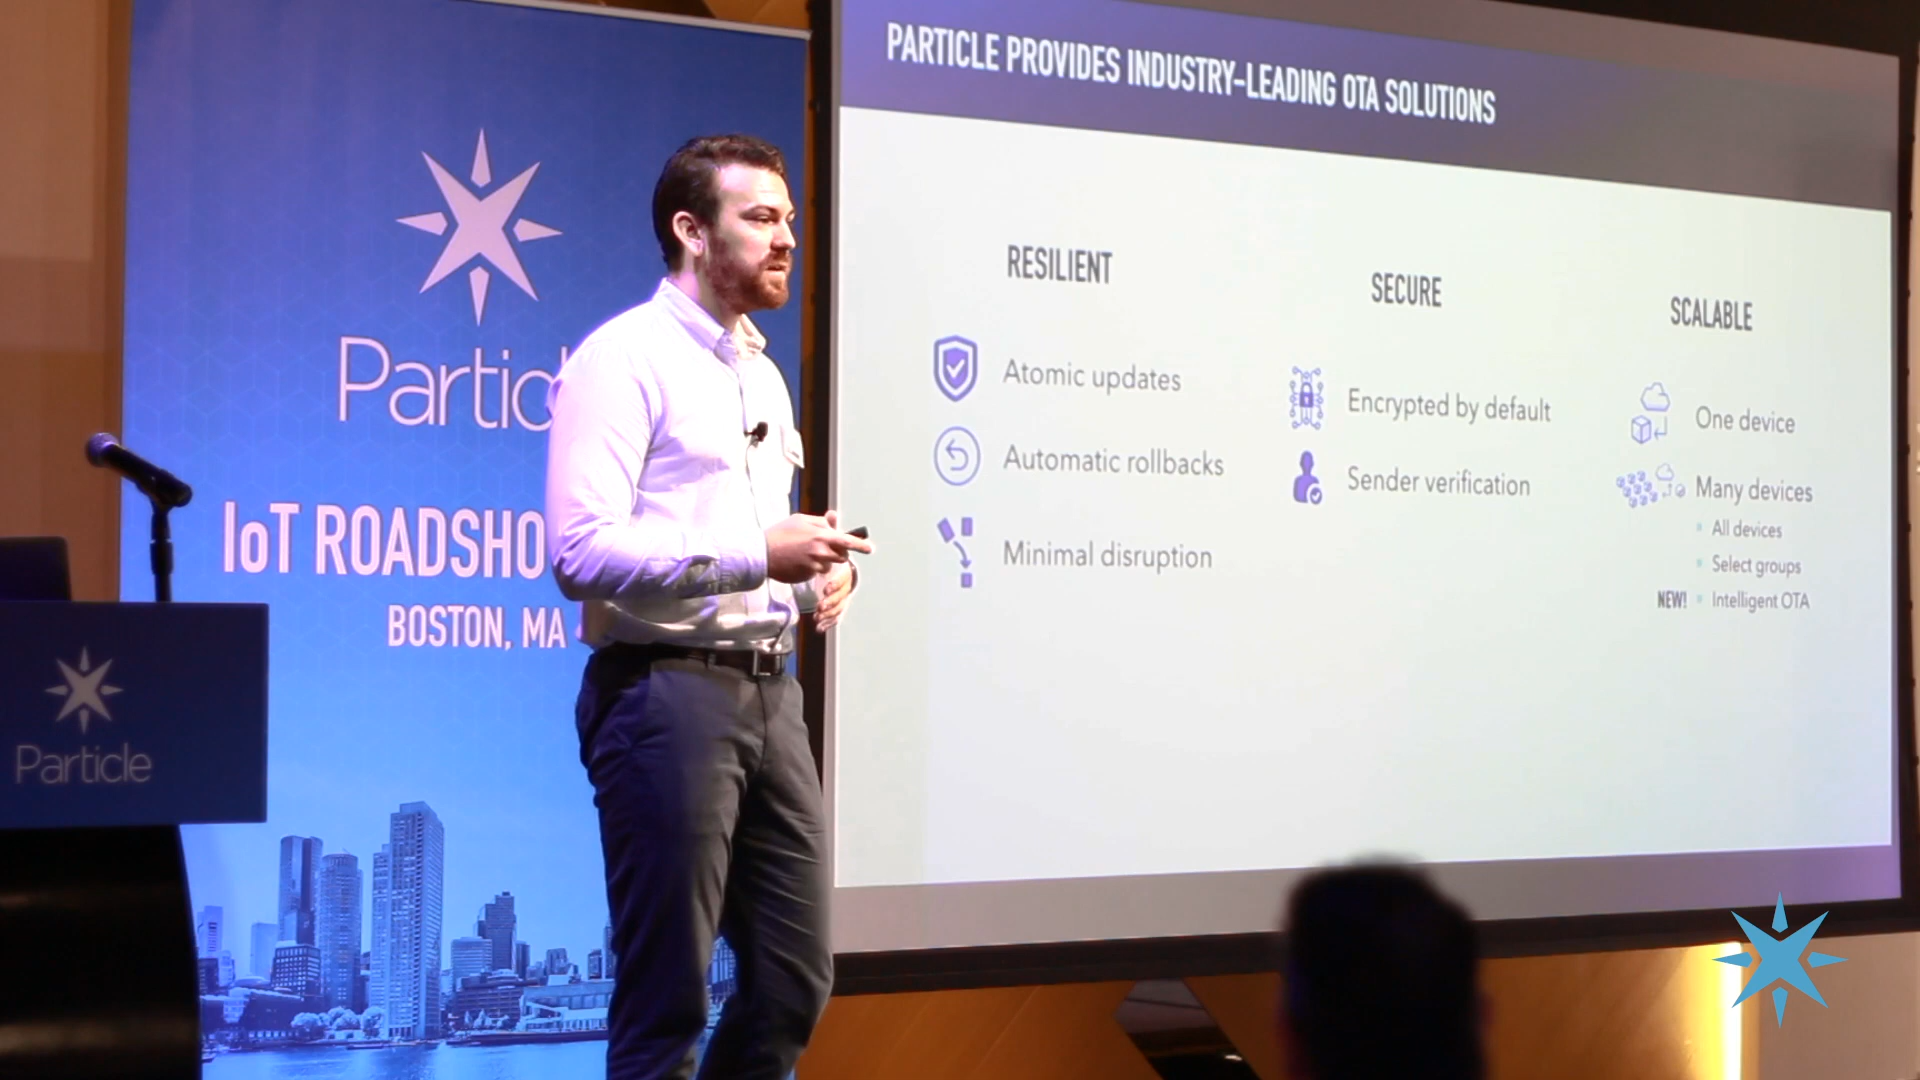 PARTICLE PROVIDES INDUSTRY-LEADING OTA SOLUTIONS
RESILIENT
Atomic updates
Automatic rollbacks
Minimal disruption
SECURE
Encrypted by default
Sender verification
SCALABLE
One device
Many devices
All devices
Select groups
NEW! Intelligent OTA
Partic
IoT ROADSHO
BOSTON, MA
Particle